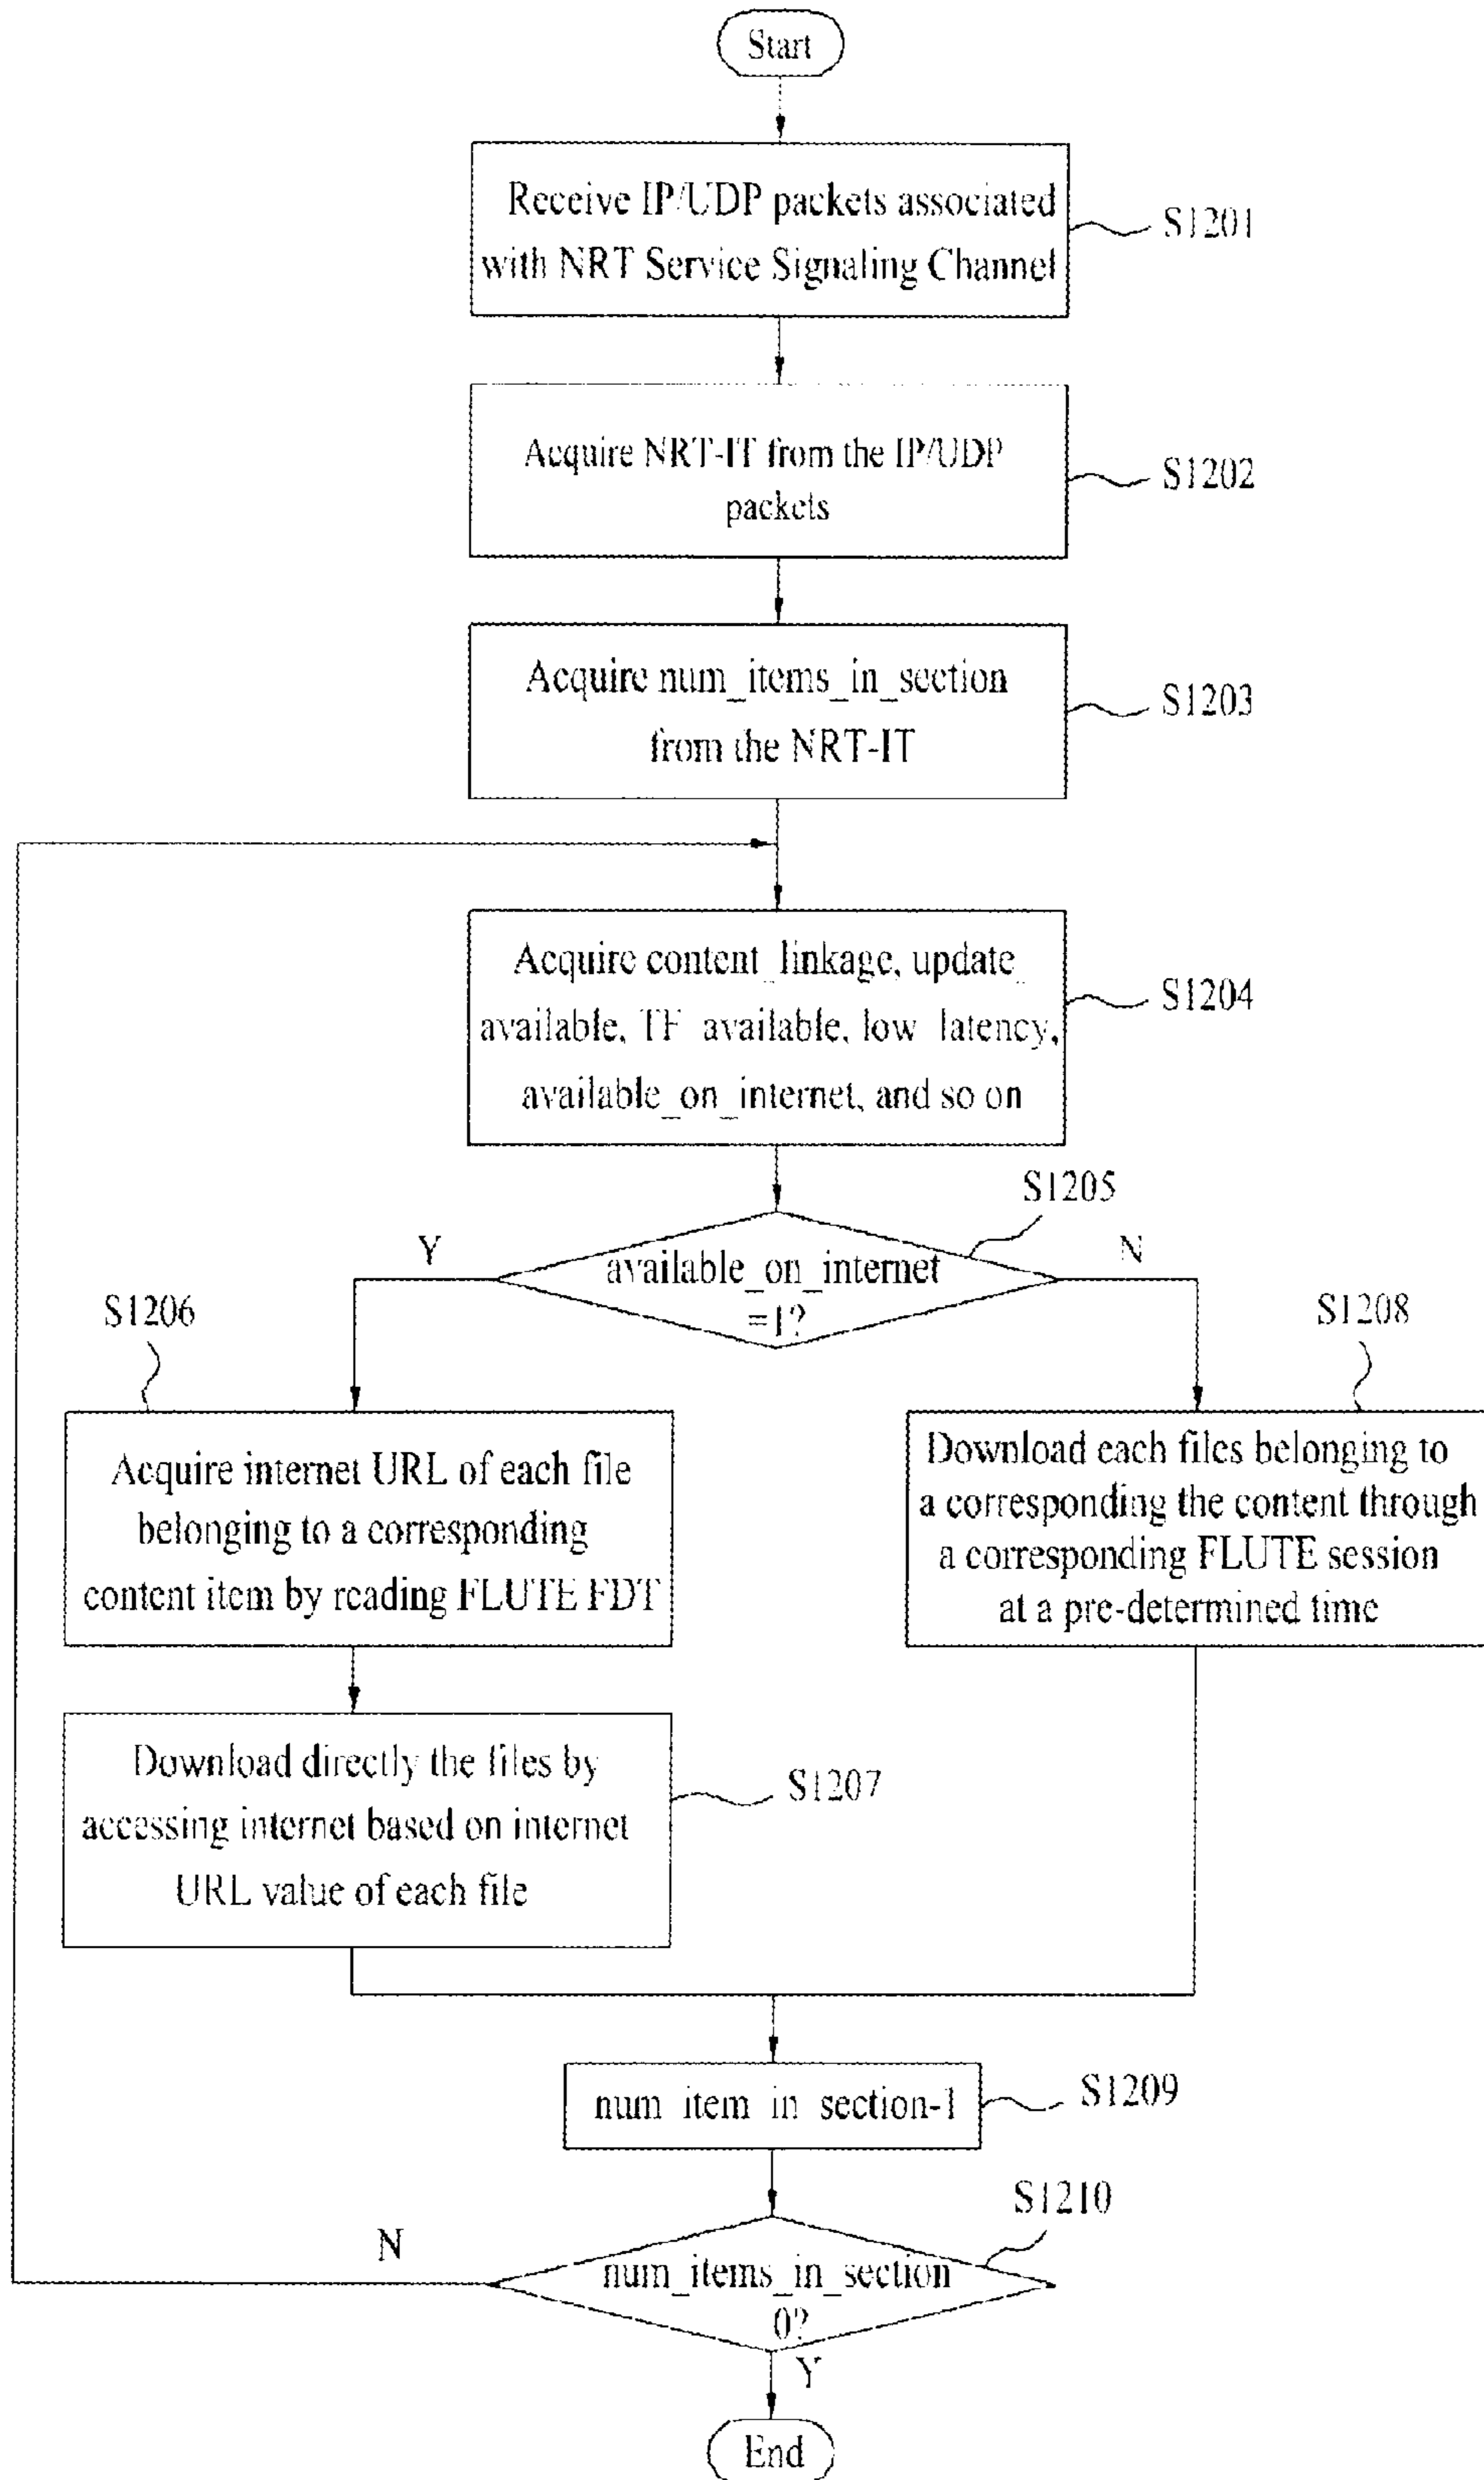 Start
Receive IP/UDP packets associated
with NRT Service Signaling Channel
S1201
Acquire NRT-IT from the IP/UDP
packets
S1202
Acquire num_items_in_section
from the NRT-IT
S1203
Acquire content_linkage, update_
available, TF_available, low_latency,
available_on_internet, and so on
S1204
S1205
available_on_internet
=1?
Y
N
S1206
Acquire internet URL of each file
belonging to a corresponding
content item by reading FLUTE FDT
S1208
Download each files belonging to
a corresponding the content through
a corresponding FLUTE session
at a pre-determined time
Download directly the files by
accessing internet based on internet
URL value of each file
S1207
num_item_in_section-1
S1209
S1210
num_items_in_section
0?
N
Y
End